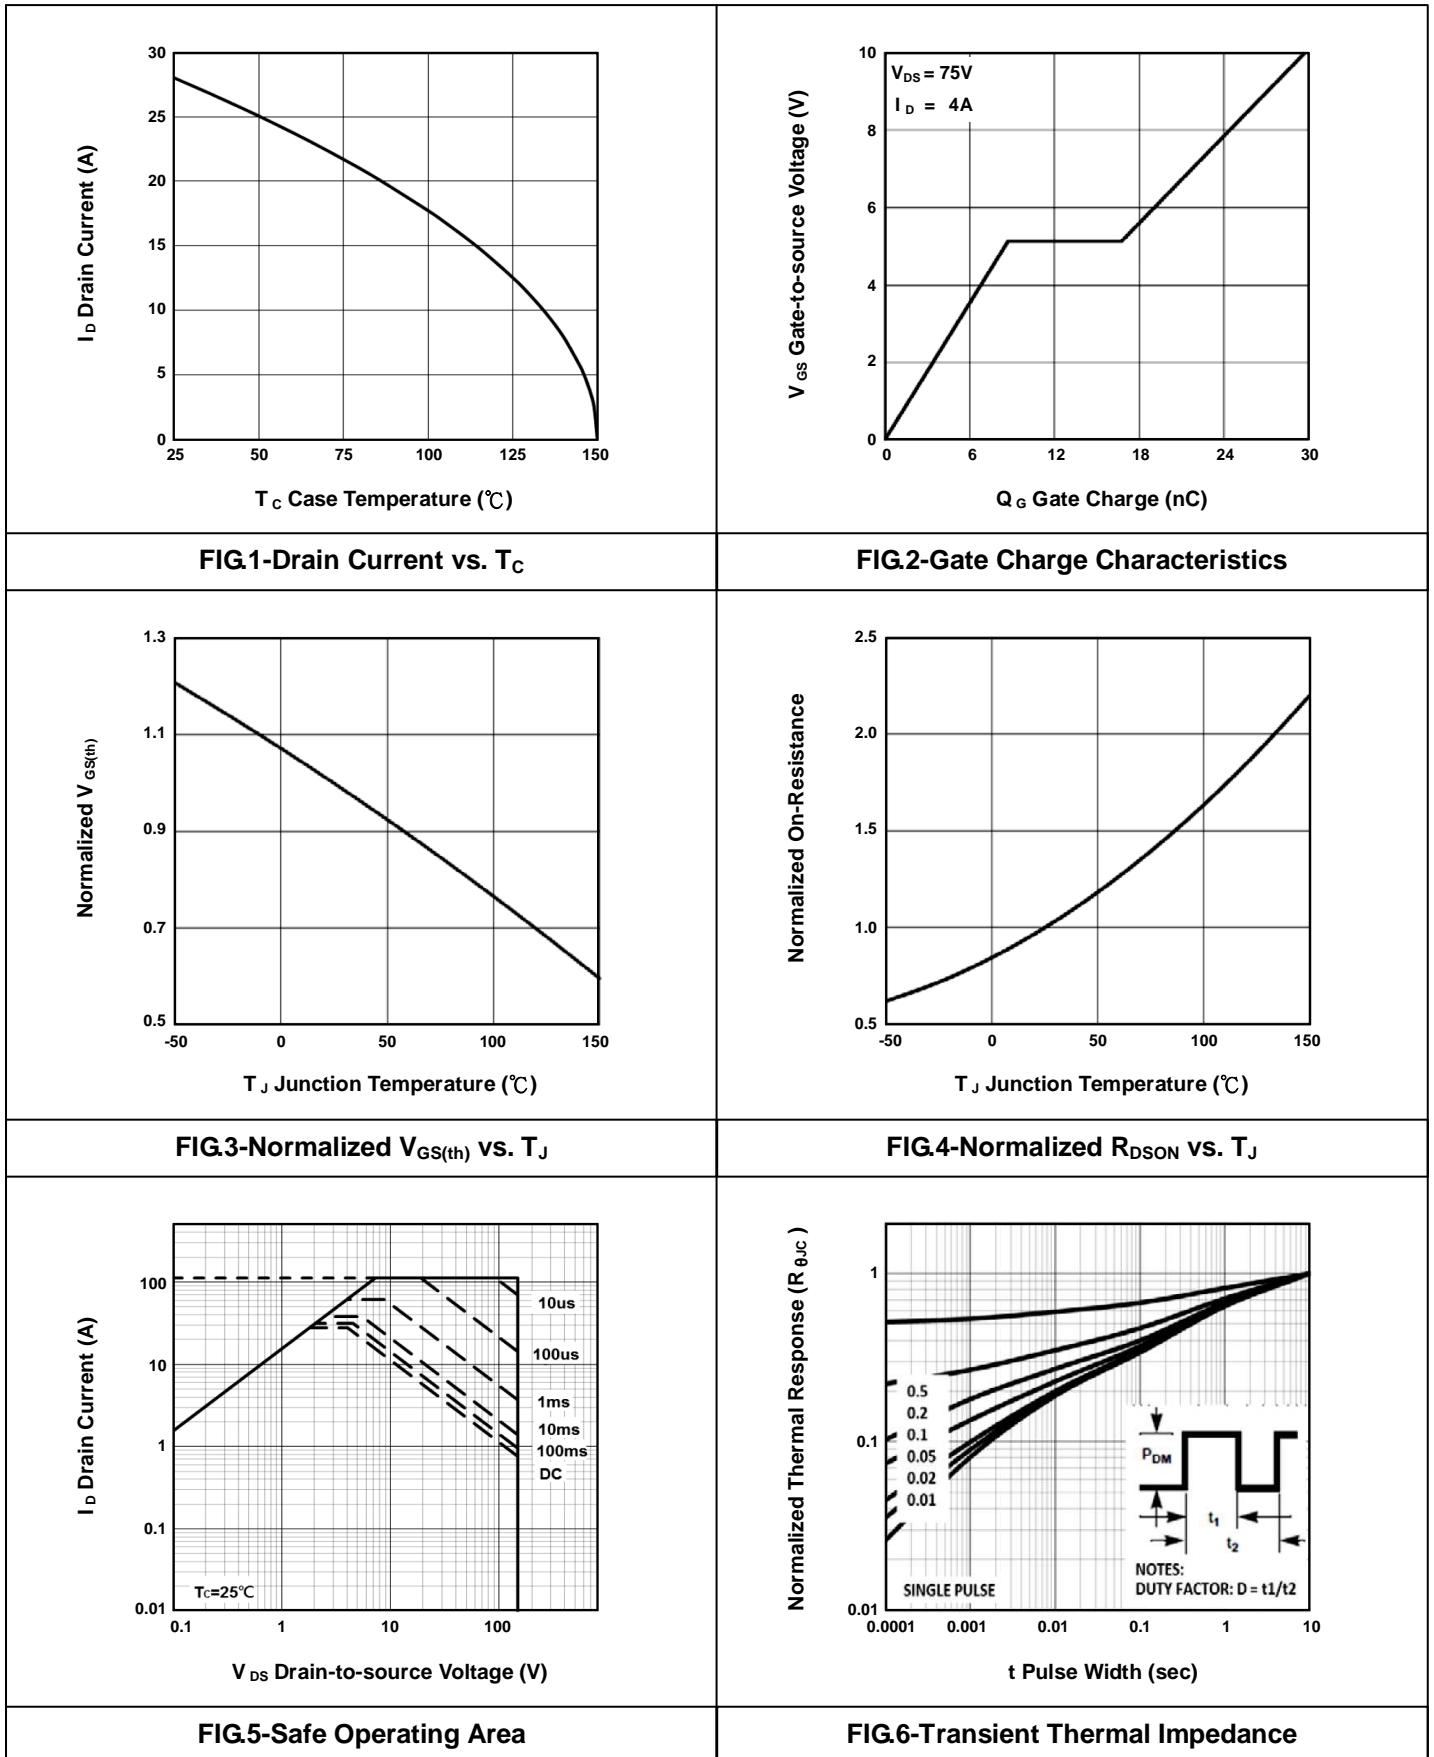 30
25
20
15
10
5
0
25 50 75 100 125 150
I D Drain Current (A)
T C Case Temperature (℃)
FIG.1-Drain Current vs. TC
10
8
6
4
2
0
0 6 12 18 24 30
VDS = 75V
I D = 4A
V GS Gate-to-source Voltage (V)
Q G Gate Charge (nC)
FIG.2-Gate Charge Characteristics
1.3
1.1
0.9
0.7
0.5
-50 0 50 100 150
Normalized V GS(th)
T J Junction Temperature (℃)
FIG.3-Normalized VGS(th) vs. TJ
2.5
2.0
1.5
1.0
0.5
-50 0 50 100 150
Normalized On-Resistance
T J Junction Temperature (℃)
FIG.4-Normalized RDSON vs. TJ
100
10
1
0.1
0.01
0.1 1 10 100
10us
100us
1ms
10ms
100ms
DC
TC=25℃
I D Drain Current (A)
V DS Drain-to-source Voltage (V)
FIG.5-Safe Operating Area
1
0.1
0.01
0.0001 0.001 0.01 0.1 1 10
0.5
0.2
0.1
0.05
0.02
0.01
SINGLE PULSE
PDM
t1
t2
NOTES:
DUTY FACTOR: D = t1/t2
Normalized Thermal Response (R θJC)
t Pulse Width (sec)
FIG.6-Transient Thermal Impedance